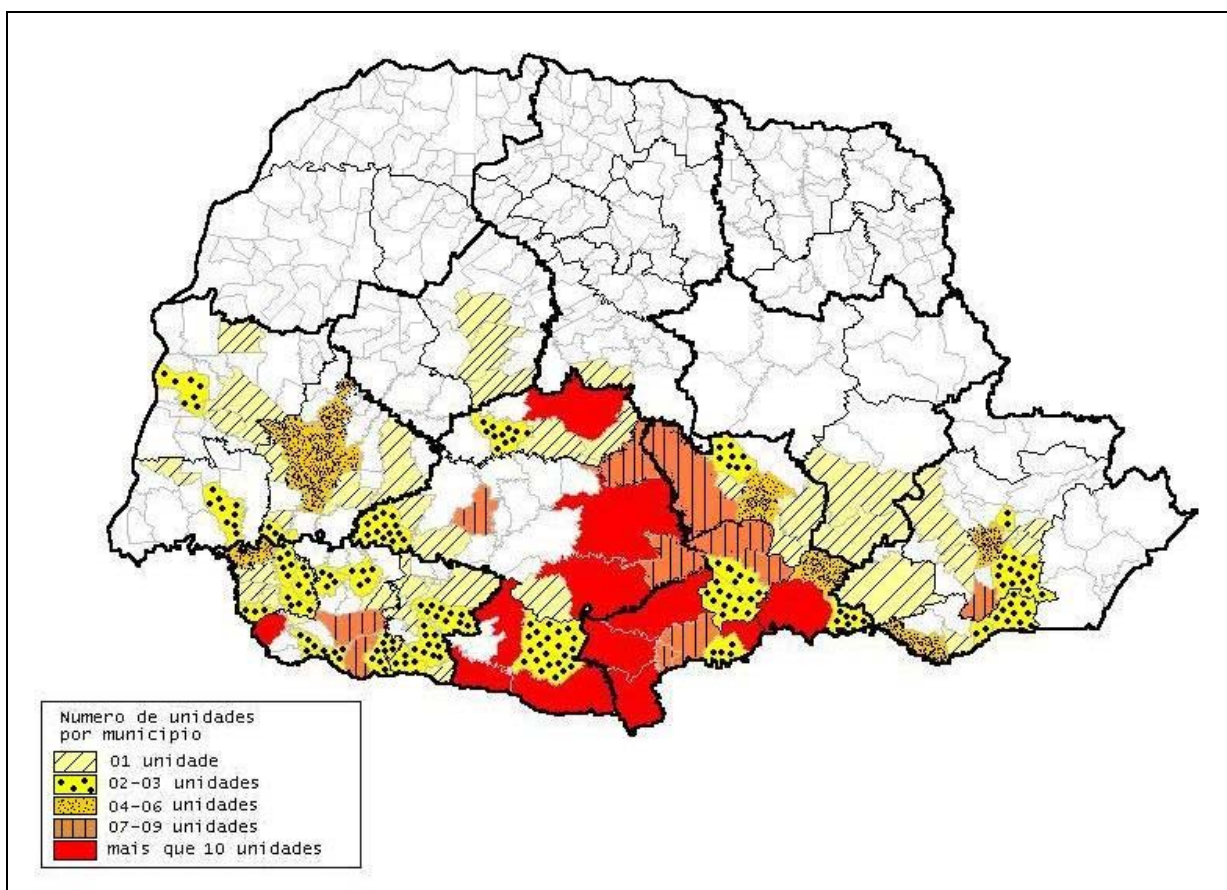 Numero de unidades
por municipio
01 unidade
02-03 unidades
04-06 unidades
07-09 unidades
mais que 10 unidades